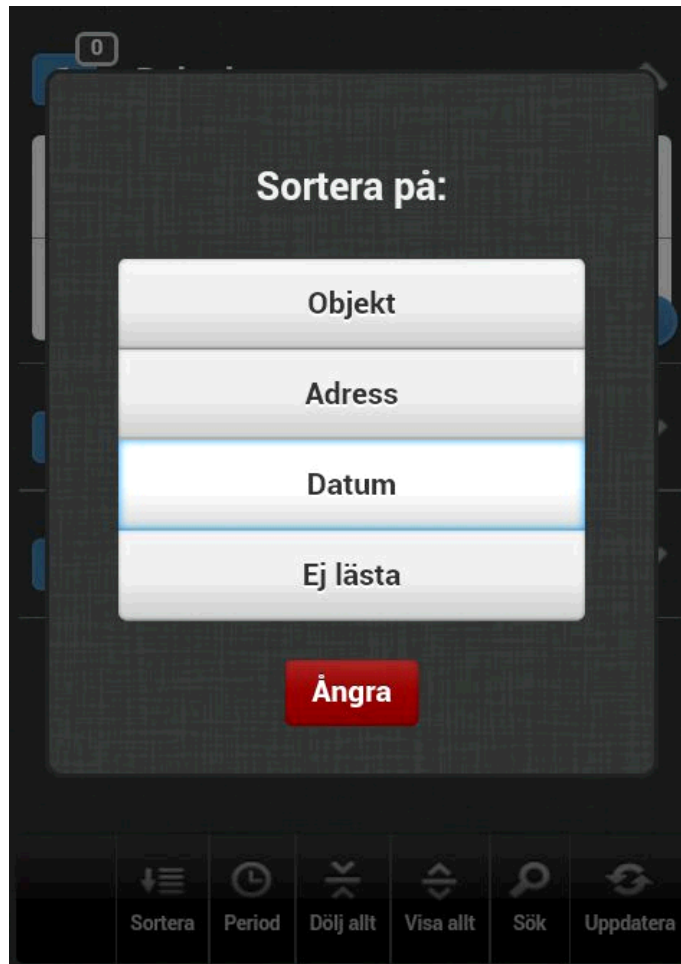 0
Sortera på:
Objekt
Adress
Datum
Ej lästa
Ångra
Sortera
Period
Dölj allt
Visa allt
Sök
Uppdatera